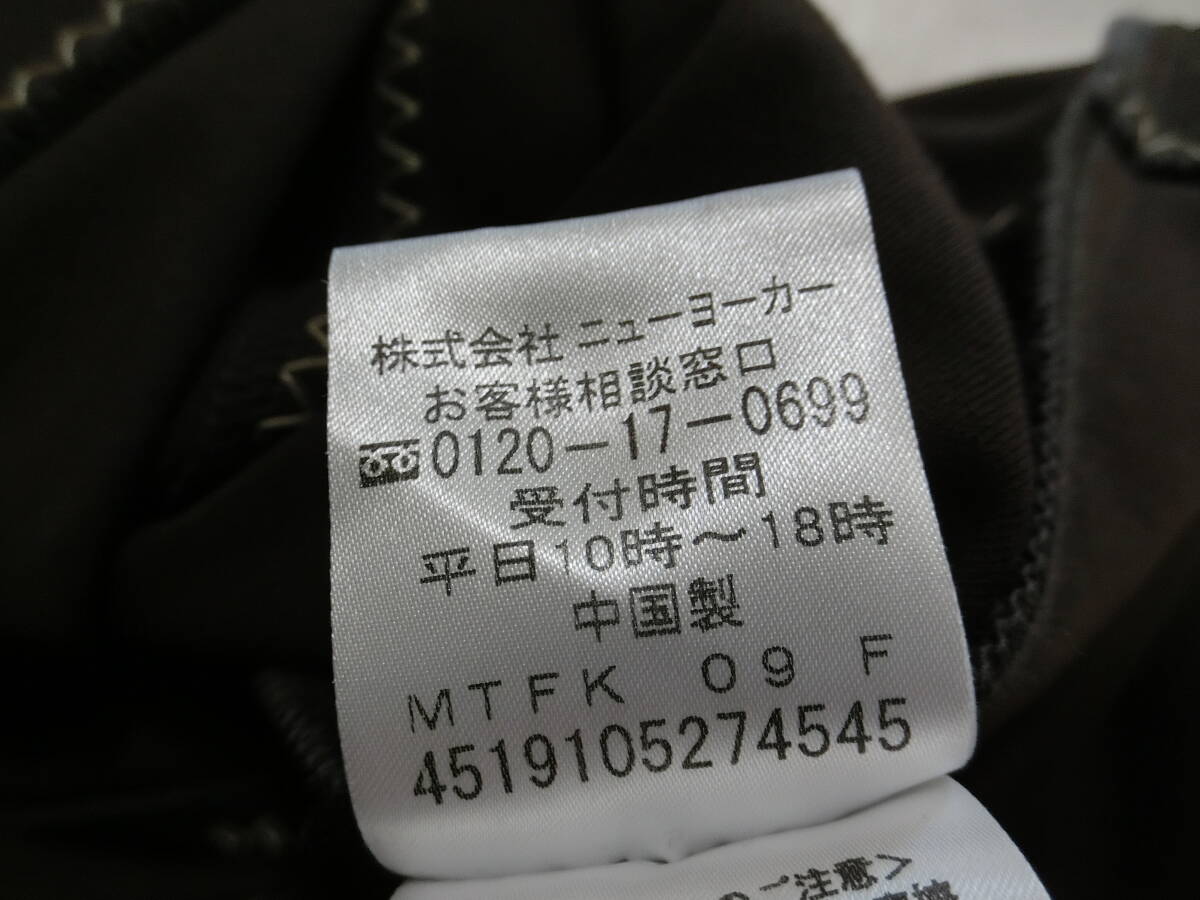 株式会社 ニューヨーカー
お客様相談窓口
0120-17-0699
受付時間
平日10時～18時
中国製
MTFK 09 F
4519105274545
注意>